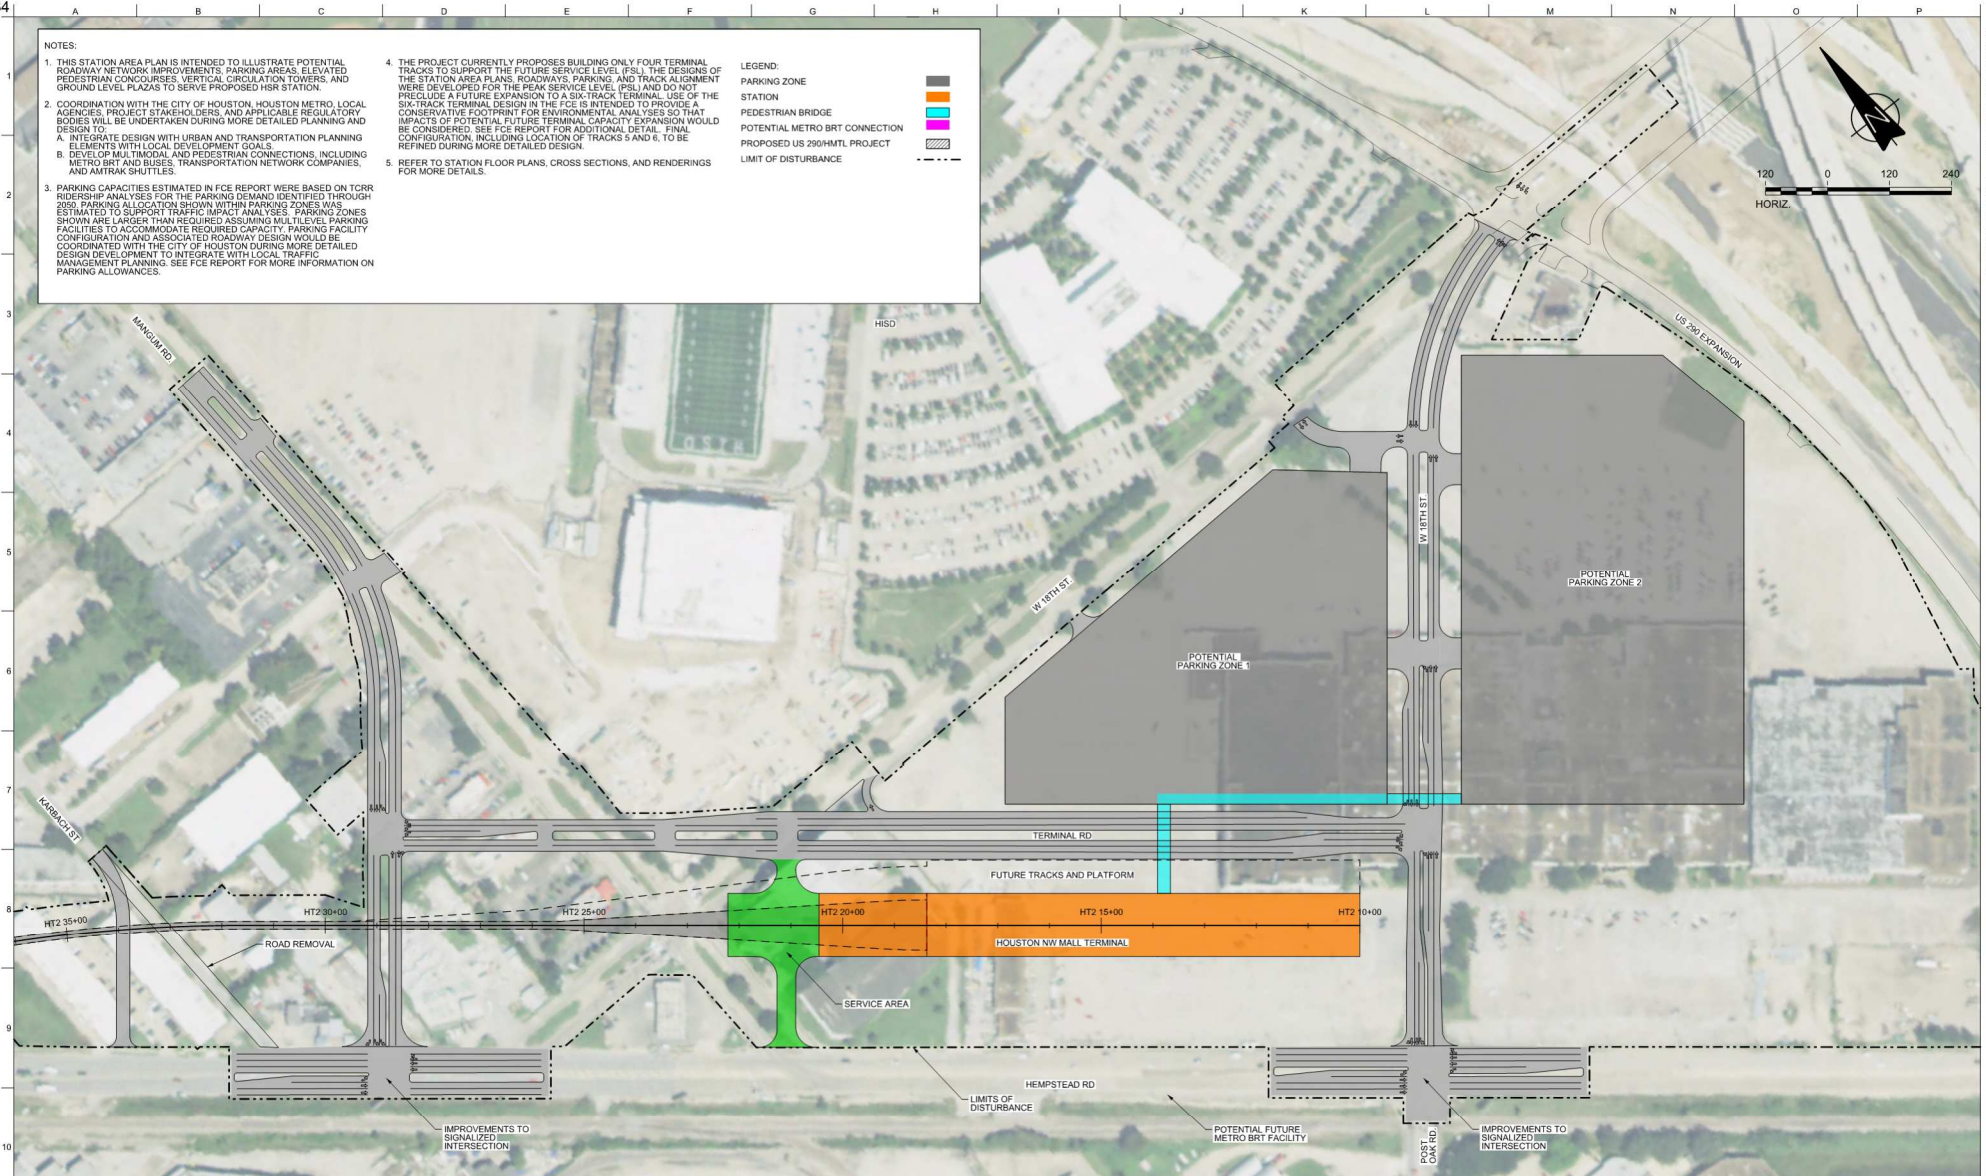 A B C D E F G H I J K L M N O P
1
2
3
4
5
6
7
8
9
10
NOTES:
1. THIS STATION AREA PLAN IS INTENDED TO ILLUSTRATE POTENTIAL
ROADWAY NETWORK IMPROVEMENTS, PARKING AREAS, ELEVATED
PEDESTRIAN CONCOURSES, VERTICAL CIRCULATION TOWERS, AND
GROUND LEVEL PLAZAS TO SERVE PROPOSED HSR STATION.
2. COORDINATION WITH THE CITY OF HOUSTON, HOUSTON METRO, LOCAL
AGENCIES, PROJECT STAKEHOLDERS, AND APPLICABLE REGULATORY
BODIES WILL BE UNDERTAKEN DURING MORE DETAILED PLANNING AND
DESIGN TO:
A. INTEGRATE DESIGN WITH URBAN AND TRANSPORTATION PLANNING
ELEMENTS WITH LOCAL DEVELOPMENT GOALS.
B. DEVELOP MULTIMODAL AND PEDESTRIAN CONNECTIONS, INCLUDING
METRO BRT AND BUSES, TRANSPORTATION NETWORK COMPANIES,
AND AMTRAK SHUTTLES.
3. PARKING CAPACITIES ESTIMATED IN FCE REPORT WERE BASED ON TCRR
RIDERSHIP ANALYSES FOR THE PARKING DEMAND IDENTIFIED THROUGH
2050. PARKING ALLOCATION SHOWN WITHIN PARKING ZONES WAS
ESTIMATED TO SUPPORT TRAFFIC IMPACT ANALYSES. PARKING ZONES
SHOWN ARE LARGER THAN REQUIRED ASSUMING MULTILEVEL PARKING
FACILITIES TO ACCOMMODATE REQUIRED CAPACITY. PARKING FACILITY
CONFIGURATION AND ASSOCIATED ROADWAY DESIGN WOULD BE
COORDINATED WITH THE CITY OF HOUSTON DURING MORE DETAILED
DESIGN DEVELOPMENT TO INTEGRATE WITH LOCAL TRAFFIC
MANAGEMENT PLANNING. SEE FCE REPORT FOR MORE INFORMATION ON
PARKING ALLOWANCES.
4. THE PROJECT CURRENTLY PROPOSES BUILDING ONLY FOUR TERMINAL
TRACKS TO SUPPORT THE FUTURE SERVICE LEVEL (FSL). THE DESIGNS OF
THE STATION AREA PLANS, ROADWAYS, PARKING, AND TRACK ALIGNMENT
WERE DEVELOPED FOR THE PEAK SERVICE LEVEL (PSL) AND DO NOT
PRECLUDE A FUTURE EXPANSION TO A SIX-TRACK TERMINAL. USE OF THE
SIX-TRACK TERMINAL DESIGN IN THE FCE IS INTENDED TO PROVIDE A
CONSERVATIVE FOOTPRINT FOR ENVIRONMENTAL ANALYSES SO THAT
IMPACTS OF POTENTIAL FUTURE TERMINAL CAPACITY EXPANSION WOULD
BE CONSIDERED. SEE FCE REPORT FOR ADDITIONAL DETAIL. FINAL
CONFIGURATION, INCLUDING LOCATION OF TRACKS 5 AND 6, TO BE
REFINED DURING MORE DETAILED DESIGN.
5. REFER TO STATION FLOOR PLANS, CROSS SECTIONS, AND RENDERINGS
FOR MORE DETAILS.
LEGEND:
PARKING ZONE
STATION
PEDESTRIAN BRIDGE
POTENTIAL METRO BRT CONNECTION
PROPOSED US 290/HMTL PROJECT
LIMIT OF DISTURBANCE
120 0 120 240
HORIZ.
MANGUM RD.
HISD
US 290 EXPANSION
W 18TH ST.
W 18TH ST.
POTENTIAL
PARKING ZONE 2
POTENTIAL
PARKING ZONE 1
KARBACH ST
TERMINAL RD
FUTURE TRACKS AND PLATFORM
HT2 35+00
HT2 30+00
HT2 25+00
HT2 20+00
HT2 15+00
HT2 10+00
ROAD REMOVAL
HOUSTON NW MALL TERMINAL
SERVICE AREA
HEMPSTEAD RD
LIMITS OF
DISTURBANCE
IMPROVEMENTS TO
SIGNALIZED
INTERSECTION
POTENTIAL FUTURE
METRO BRT FACILITY
POST
OAK RD.
IMPROVEMENTS TO
SIGNALIZED
INTERSECTION